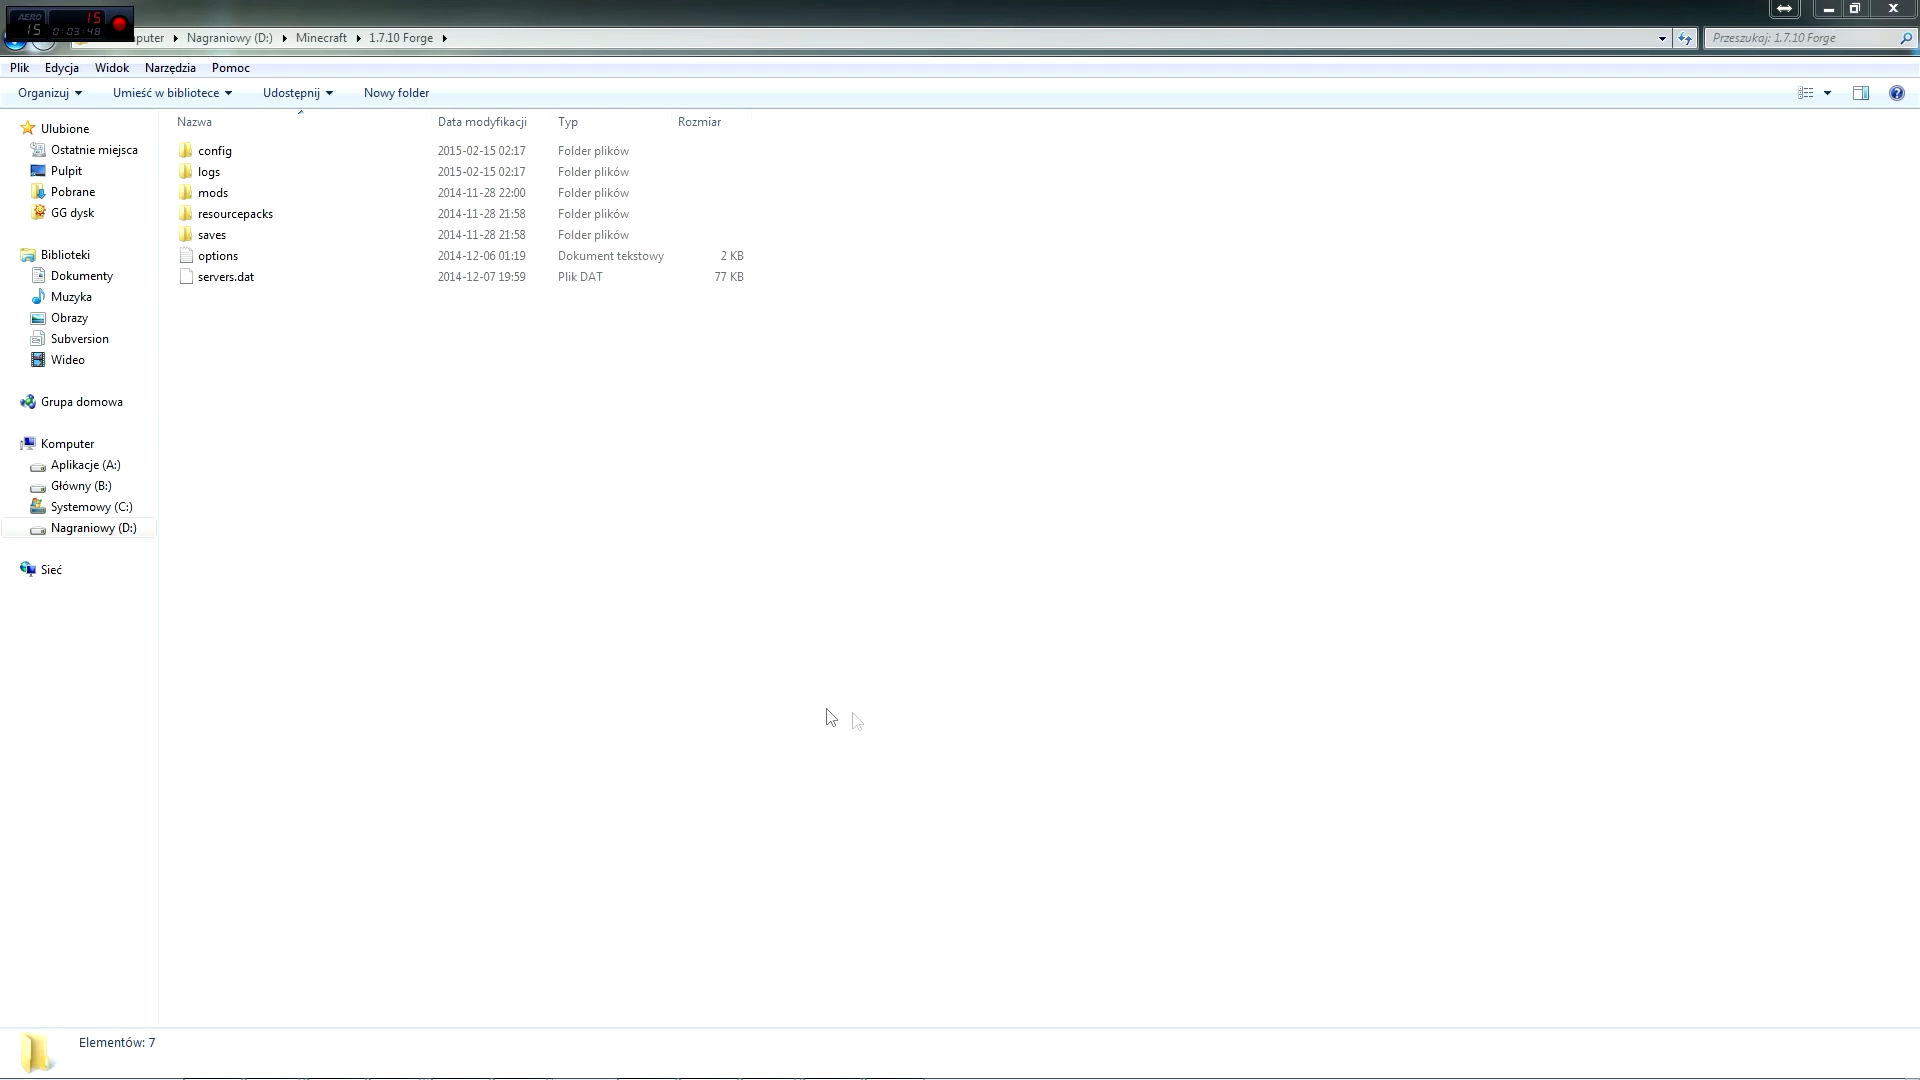 AERO 15
15 0:03:48
puter Nagraniowy (D:) Minecraft 1.7.10 Forge
Przeszukaj: 1.7.10 Forge
Plik Edycja Widok Narzędzia Pomoc
Organizuj Umieść w bibliotece Udostępnij Nowy folder
Nazwa Data modyfikacji Typ Rozmiar
config 2015-02-15 02:17 Folder plików
logs 2015-02-15 02:17 Folder plików
mods 2014-11-28 22:00 Folder plików
resourcepacks 2014-11-28 21:58 Folder plików
saves 2014-11-28 21:58 Folder plików
options 2014-12-06 01:19 Dokument tekstowy 2 KB
servers.dat 2014-12-07 19:59 Plik DAT 77 KB
Ulubione
Ostatnie miejsca
Pulpit
Pobrane
GG dysk
Biblioteki
Dokumenty
Muzyka
Obrazy
Subversion
Wideo
Grupa domowa
Komputer
Aplikacje (A:)
Główny (B:)
Systemowy (C:)
Nagraniowy (D:)
Sieć
Elementów: 7